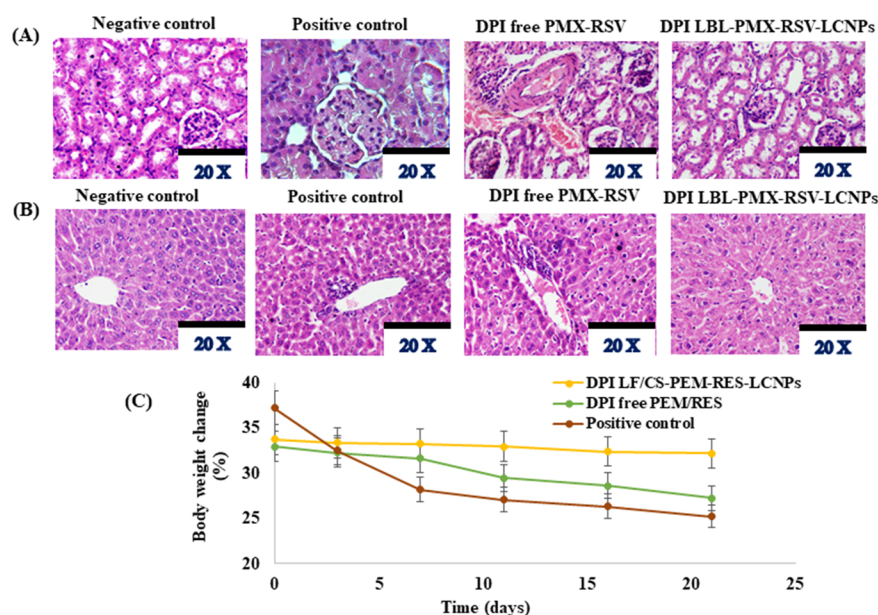 (A)
Negative control
Positive control
DPI free PMX-RSV
DPI LBL-PMX-RSV-LCNPs
20 X
20 X
20 X
20 X
(B)
Negative control
Positive control
DPI free PMX-RSV
DPI LBL-PMX-RSV-LCNPs
20 X
20 X
20 X
20 X
(C)
DPI LF/CS-PEM-RES-LCNPs
DPI free PEM/RES
Positive control
Body weight change
(%)
40
35
30
25
20
0
5
10
15
20
25
Time (days)